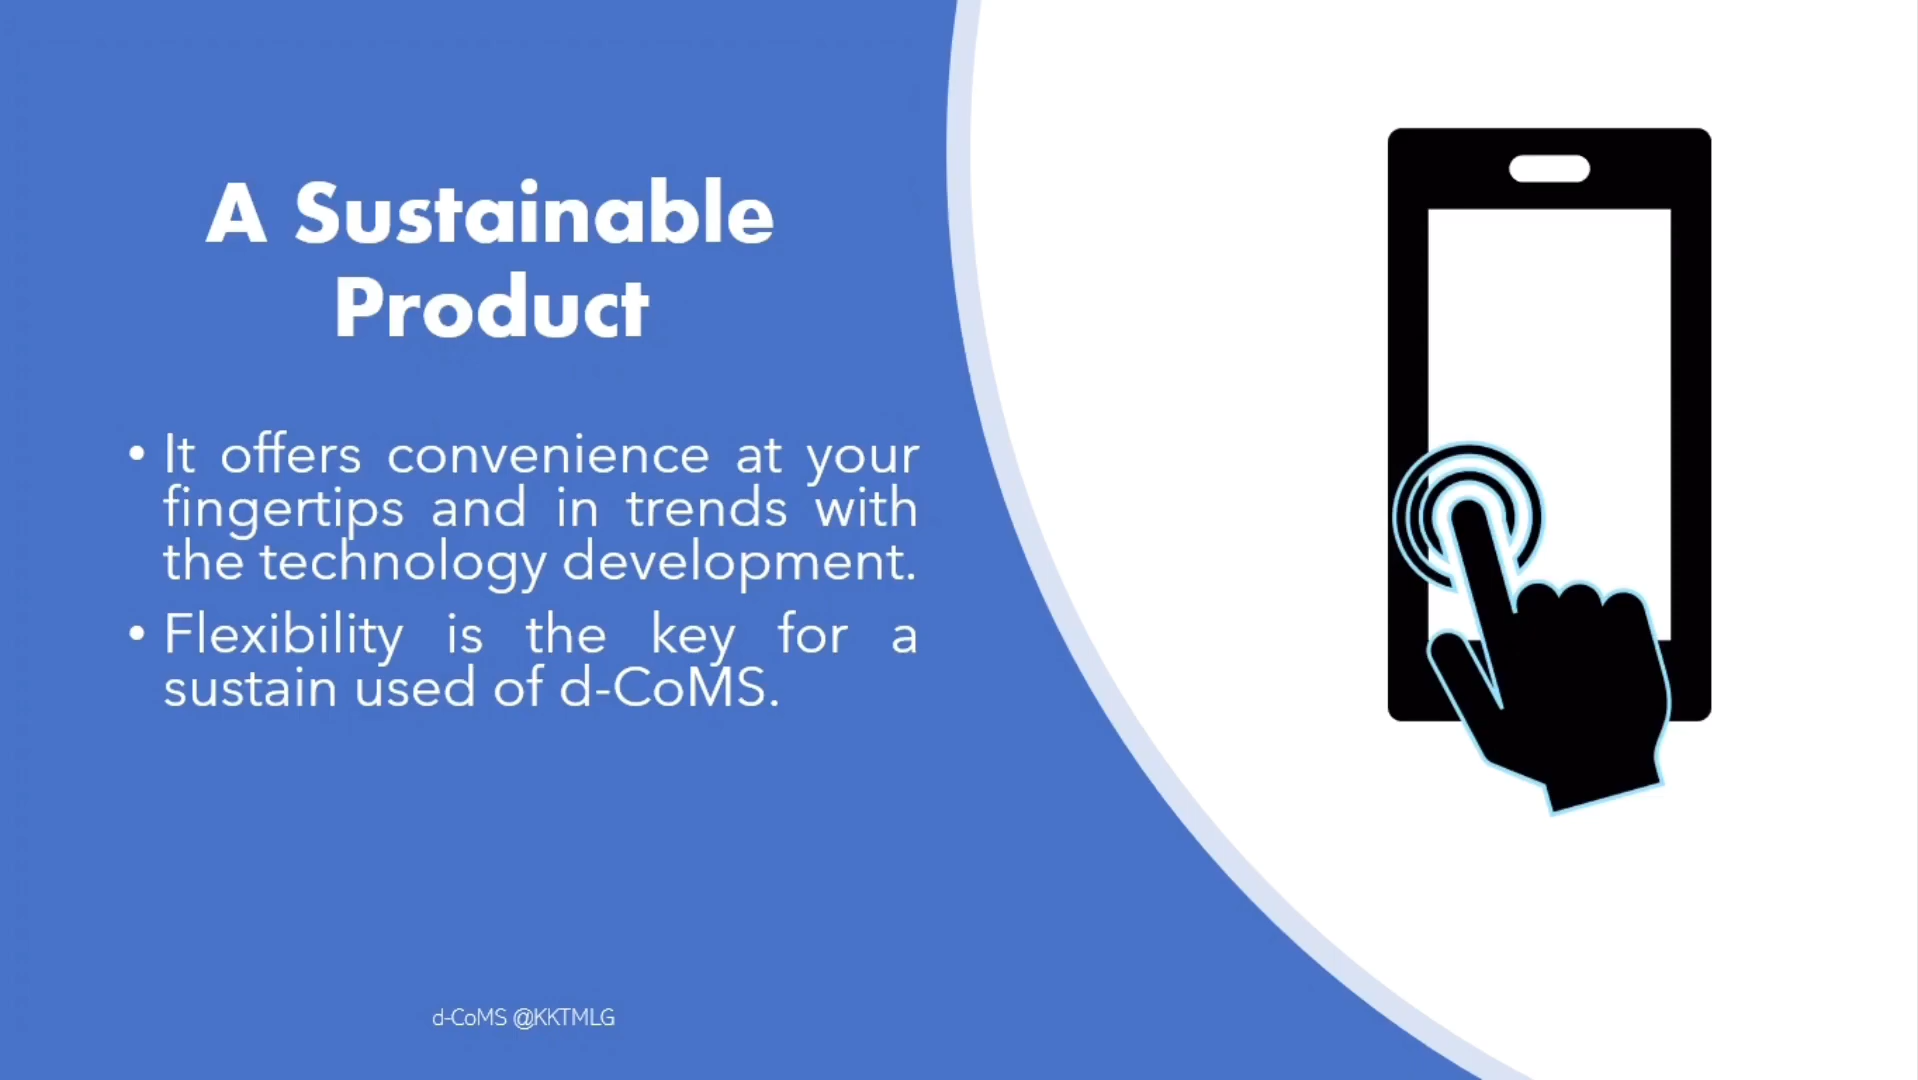 A Sustainable
Product
• It offers convenience at your
fingertips and in trends with
the technology development.
• Flexibility is the key for a
sustain used of d-CoMS.
d-CoMS @KKTMLG